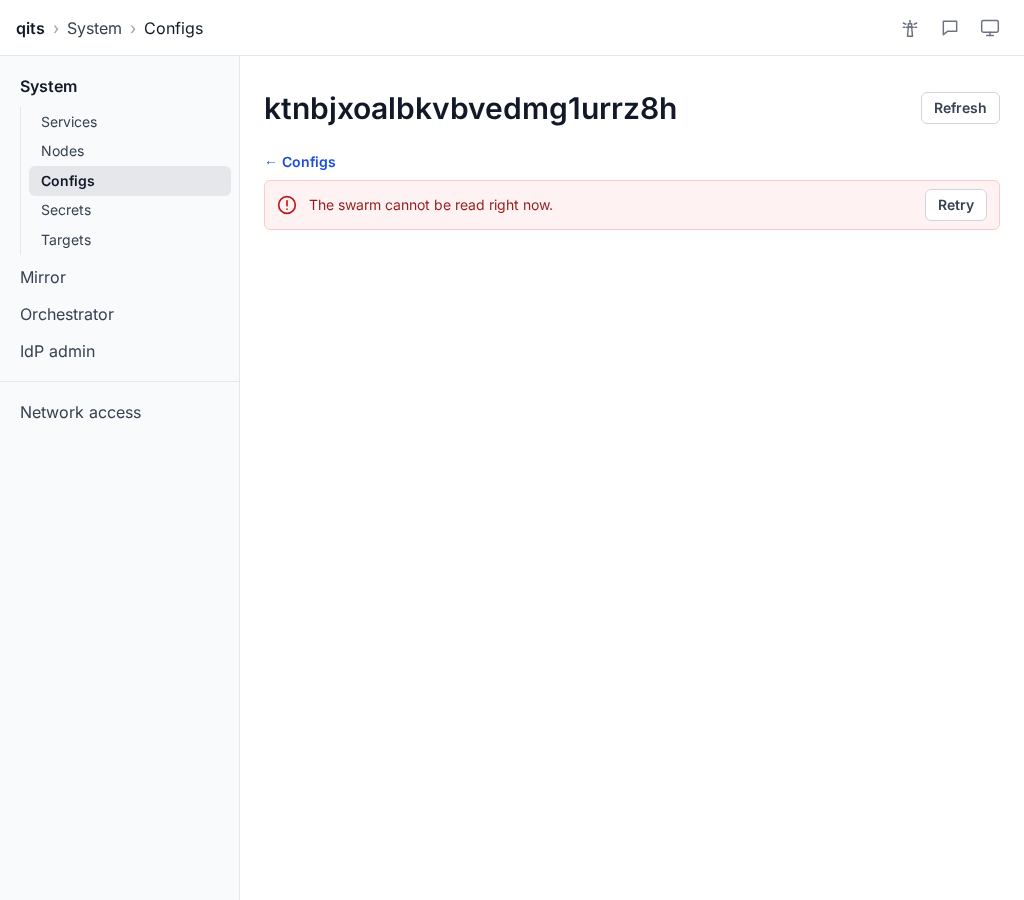 qits › System › Configs
System
Services
Nodes
Configs
Secrets
Targets
Mirror
Orchestrator
IdP admin
Network access
ktnbjxoalbkvbvedmg1urrz8h
Refresh
← Configs
The swarm cannot be read right now.
Retry